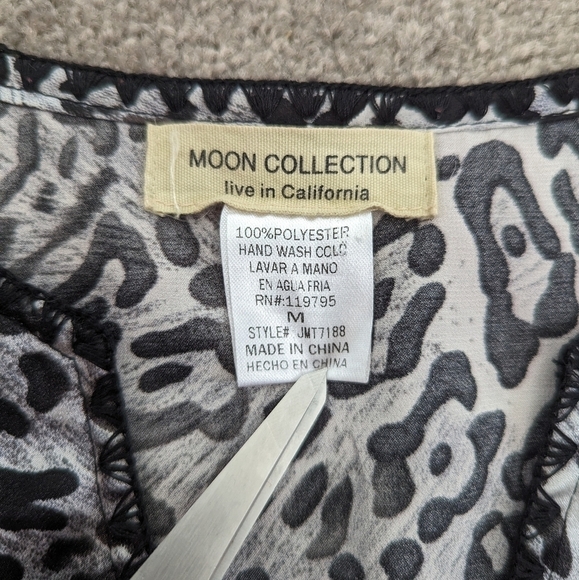 MOON COLLECTION
live in California
100%POLYESTER
HAND WASH COLD
LAVAR A MANO
EN AGUA FRIA
RN#:119795
M
STYLE# JMT7188
MADE IN CHINA
HECHO EN CHINA